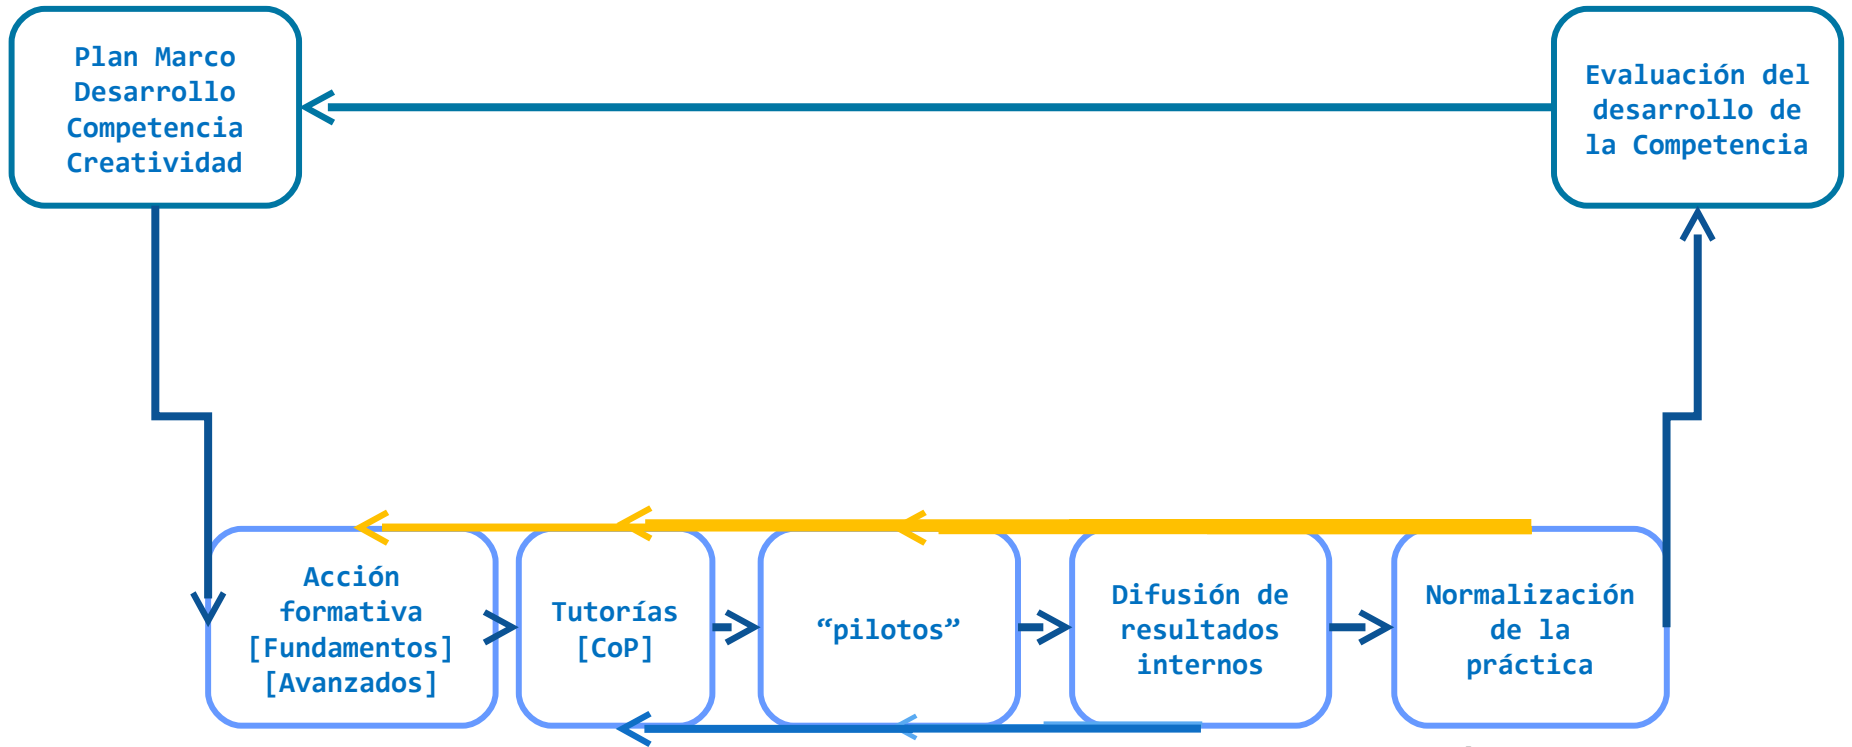 Plan Marco
Desarrollo
Competencia
Creatividad
Evaluación del
desarrollo de
la Competencia
Acción
formativa
[Fundamentos]
[Avanzados]
Tutorías
[CoP]
“pilotos”
Difusión de
resultados
internos
Normalización
de la
práctica